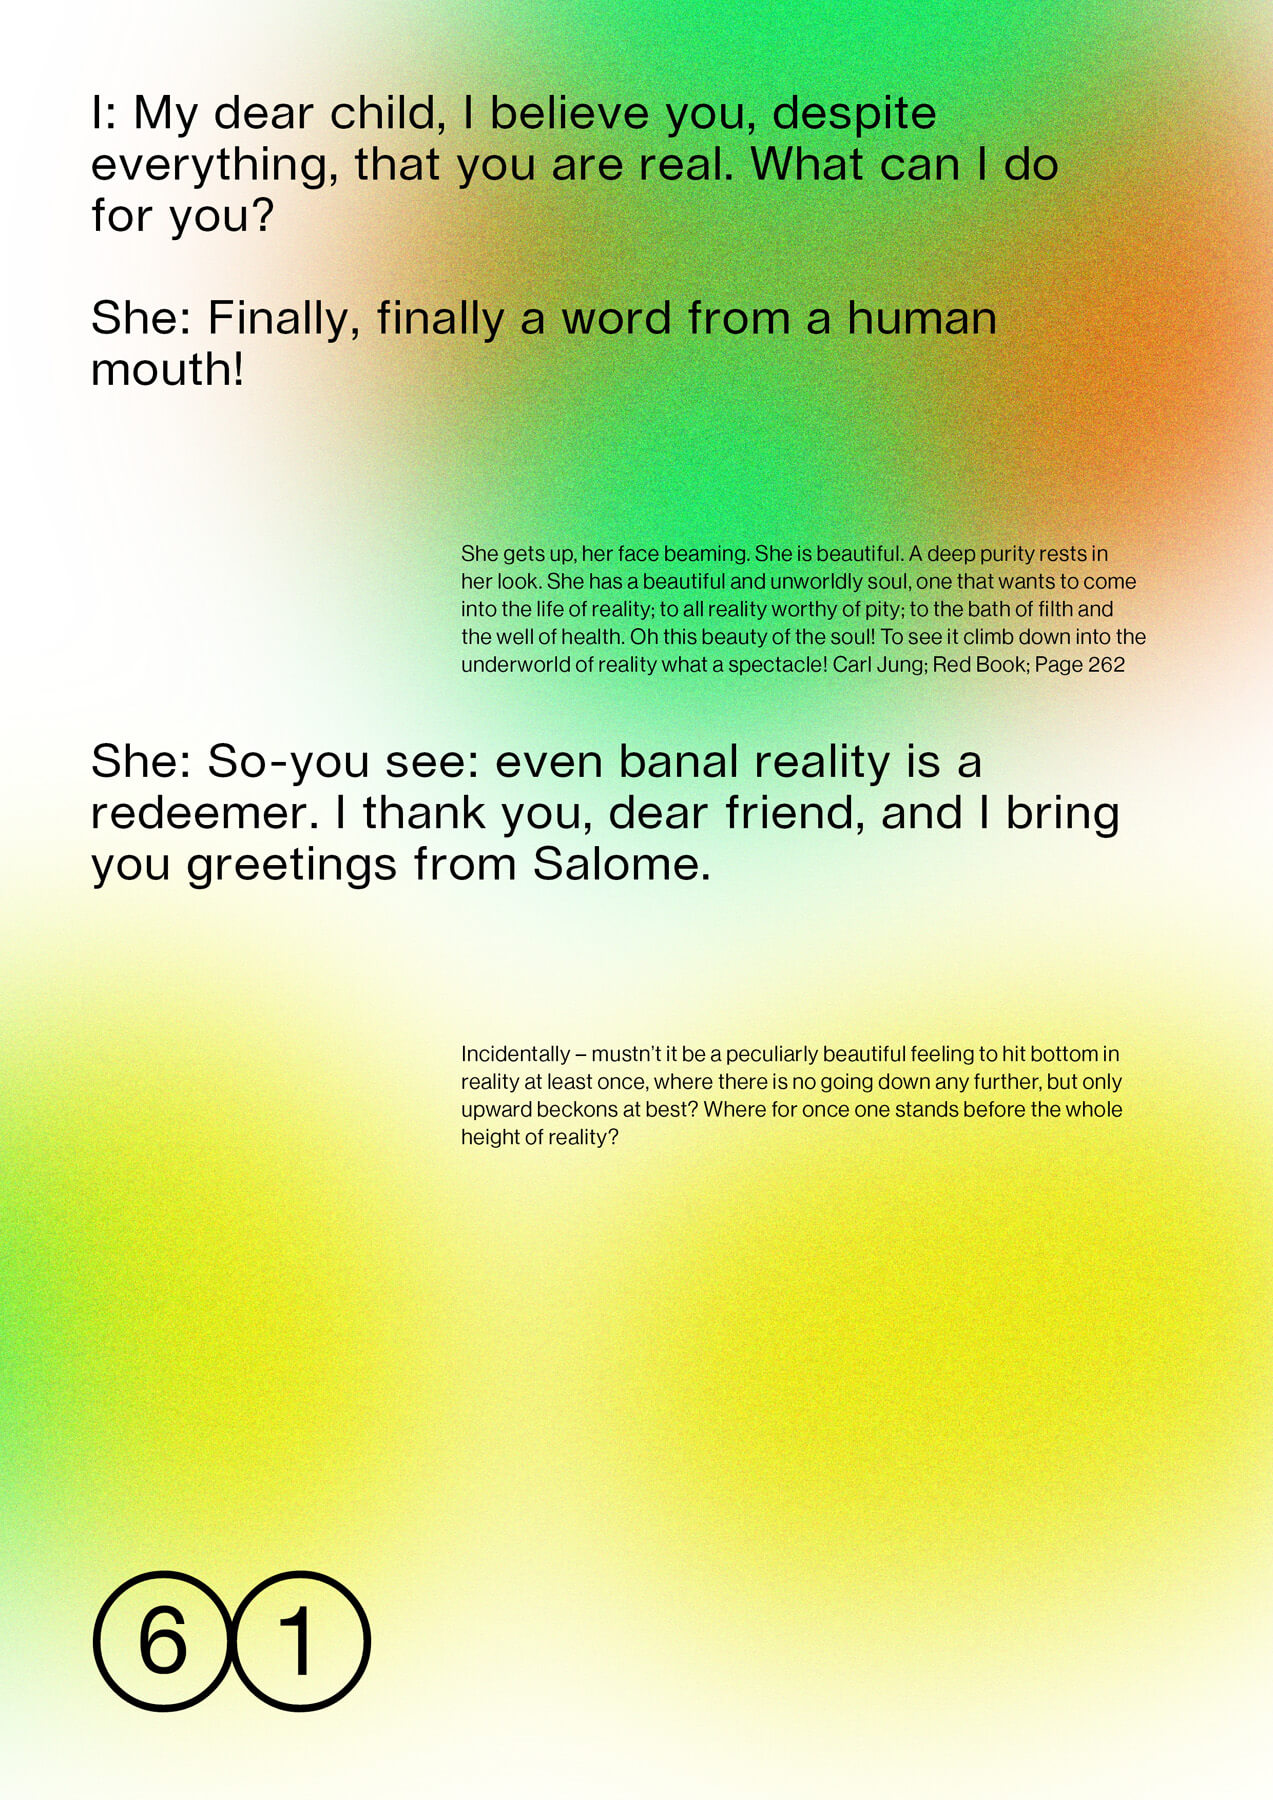 I: My dear child, I believe you, despite
everything, that you are real. What can I do
for you?
She: Finally, finally a word from a human
mouth!
She gets up, her face beaming. She is beautiful. A deep purity rests in
her look. She has a beautiful and unworldly soul, one that wants to come
into the life of reality; to all reality worthy of pity; to the bath of filth and
the well of health. Oh this beauty of the soul! To see it climb down into the
underworld of reality what a spectacle! Carl Jung; Red Book; Page 262
She: So-you see: even banal reality is a
redeemer. I thank you, dear friend, and I bring
you greetings from Salome.
Incidentally – mustn’t it be a peculiarly beautiful feeling to hit bottom in
reality at least once, where there is no going down any further, but only
upward beckons at best? Where for once one stands before the whole
height of reality?
6 1